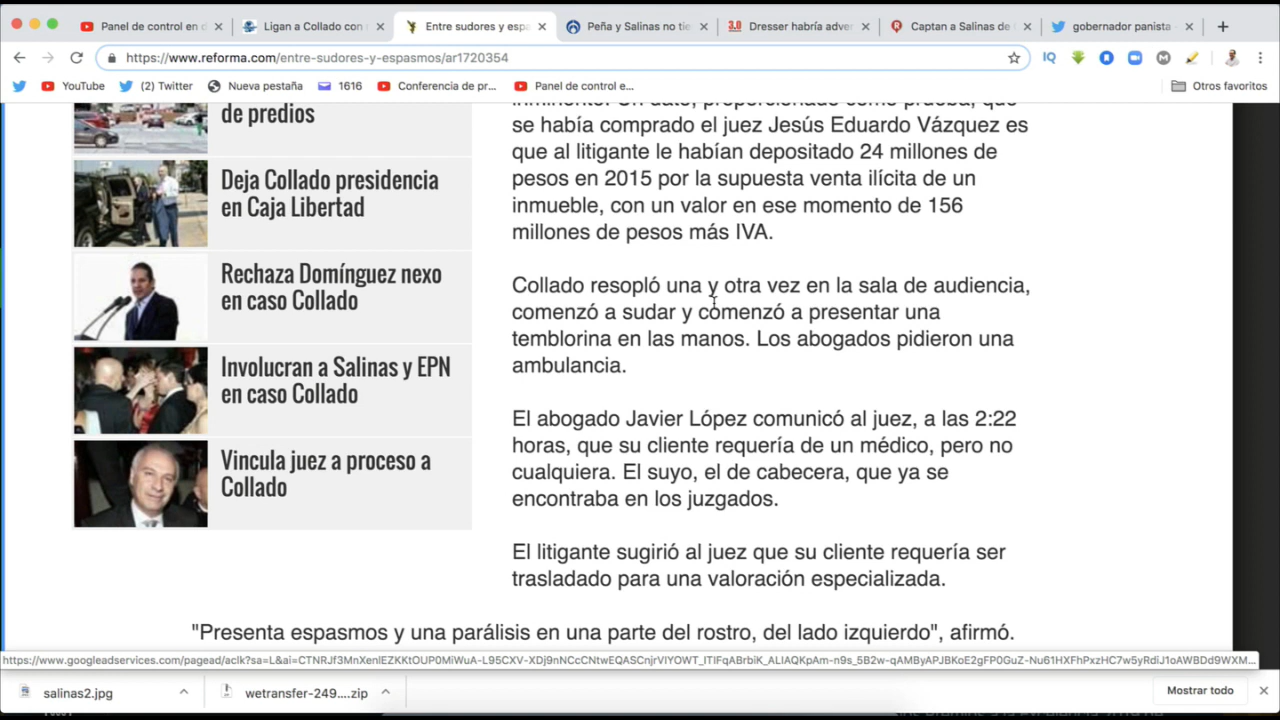 Panel de control en d
Ligan a Collado con
Entre sudores y espa
Peña y Salinas no tie
3.0
Dresser habría adver
Captan a Salinas de
gobernador panista -
https://www.reforma.com/entre-sudores-y-espasmos/ar1720354
YouTube
(2) Twitter
Nueva pestaña
1616
Conferencia de pr...
Panel de control e...
Otros favoritos
de predios
Deja Collado presidencia
en Caja Libertad
Rechaza Domínguez nexo
en caso Collado
Involucran a Salinas y EPN
en caso Collado
Vincula juez a proceso a
Collado
inminente. Un dato, proporcionado como prueba, que
se había comprado el juez Jesús Eduardo Vázquez es
que al litigante le habían depositado 24 millones de
pesos en 2015 por la supuesta venta ilícita de un
inmueble, con un valor en ese momento de 156
millones de pesos más IVA.
Collado resopló una y otra vez en la sala de audiencia,
comenzó a sudar y comenzó a presentar una
temblorina en las manos. Los abogados pidieron una
ambulancia.
El abogado Javier López comunicó al juez, a las 2:22
horas, que su cliente requería de un médico, pero no
cualquiera. El suyo, el de cabecera, que ya se
encontraba en los juzgados.
El litigante sugirió al juez que su cliente requería ser
trasladado para una valoración especializada.
"Presenta espasmos y una parálisis en una parte del rostro, del lado izquierdo", afirmó.
salinas2.jpg
wetransfer-249....zip
Mostrar todo